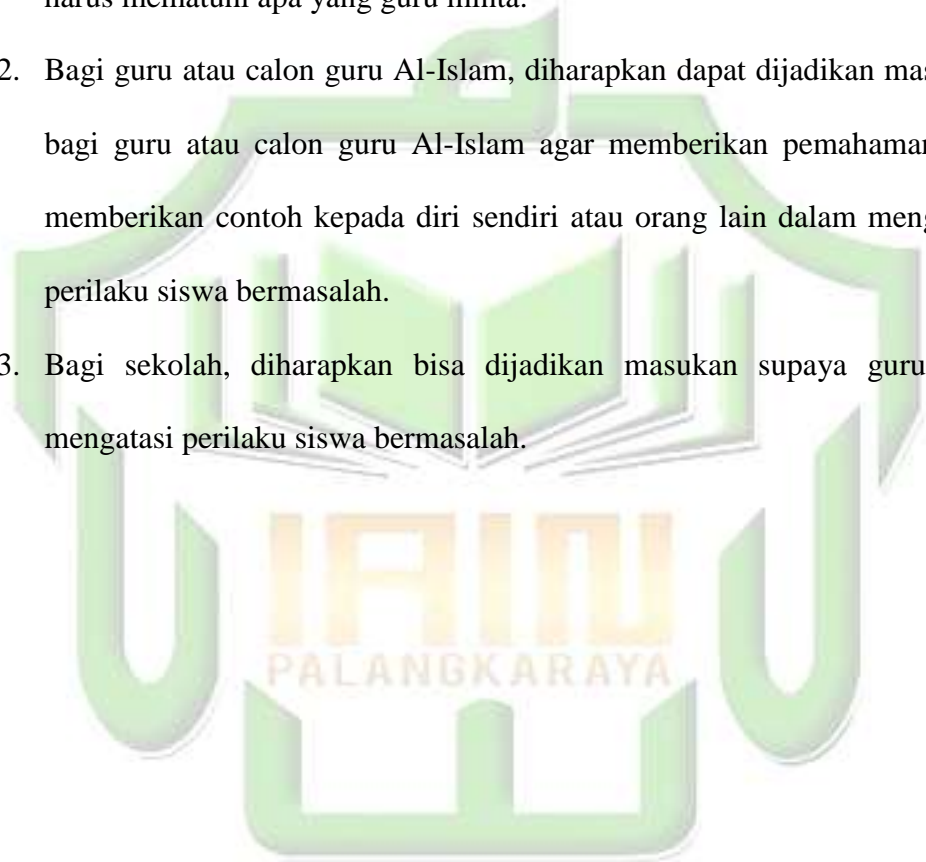 harus mematuhi apa yang guru minta.
2. Bagi guru atau calon guru Al-Islam, diharapkan dapat dijadikan
bagi guru atau calon guru Al-Islam agar memberikan pemahaman
memberikan contoh kepada diri sendiri atau orang lain dalam
perilaku siswa bermasalah.
3. Bagi sekolah, diharapkan bisa dijadikan masukan supaya guru
mengatasi perilaku siswa bermasalah.
IAIN
PALANGKARAYA